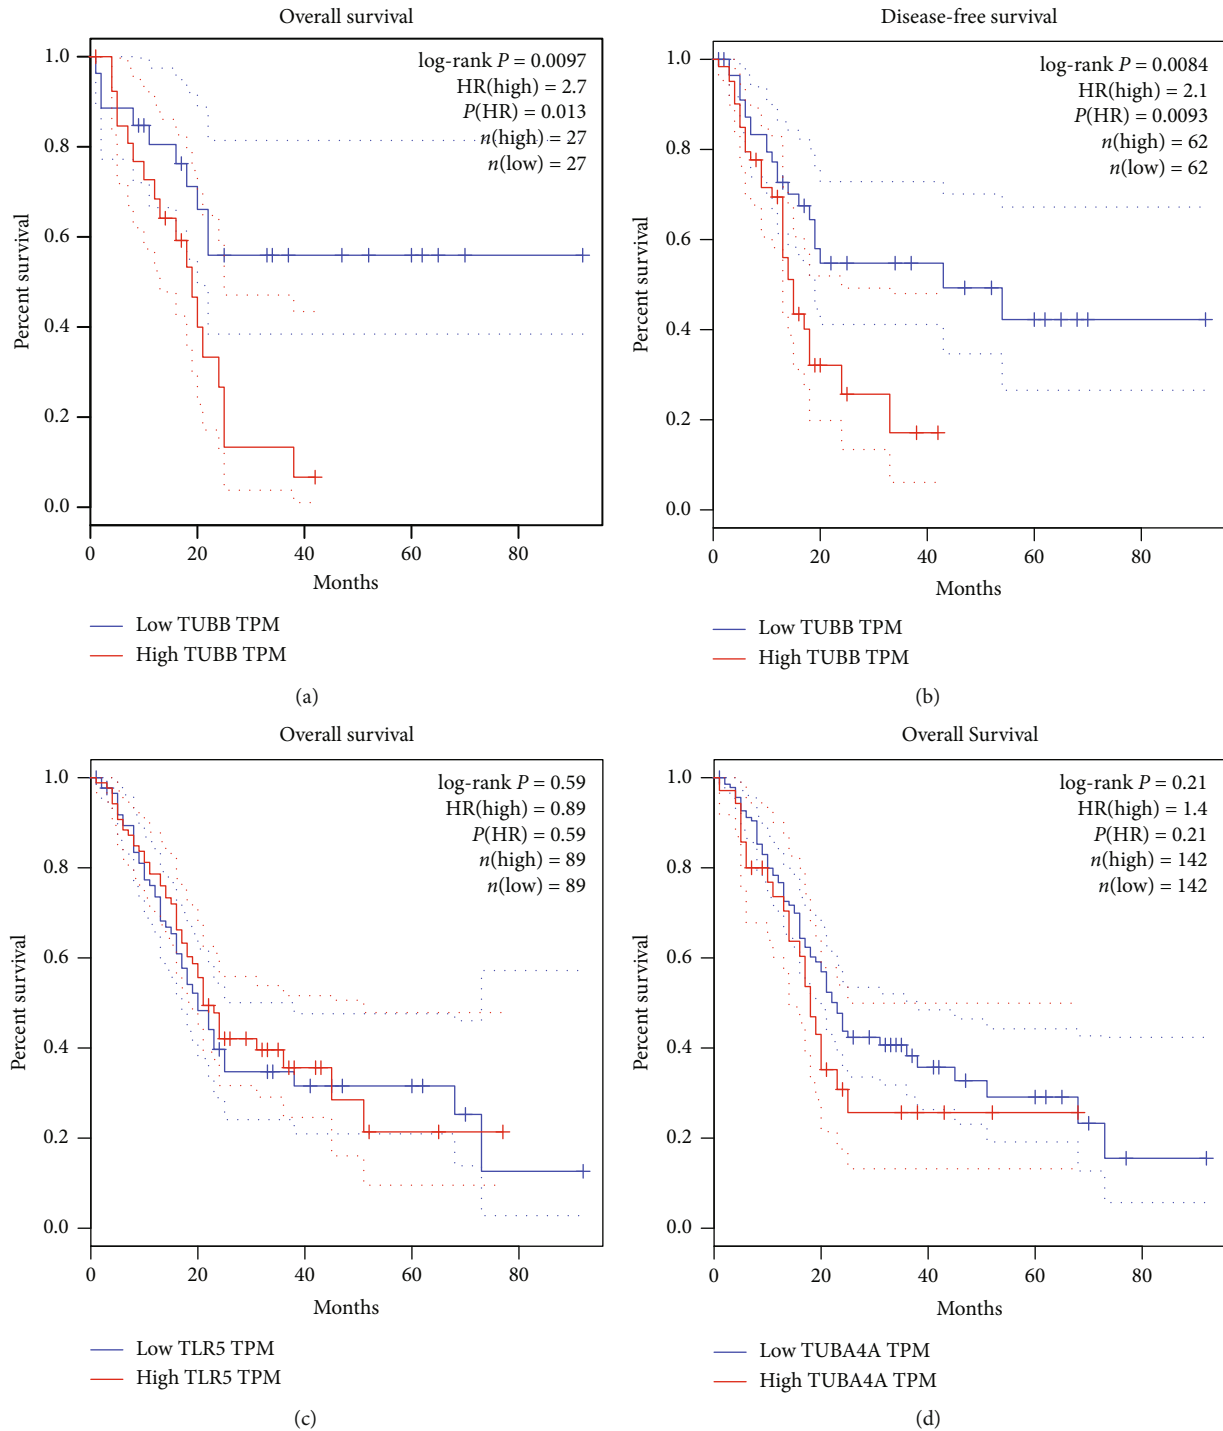 Overall survival
log-rank P = 0.0097
HR(high) = 2.7
P(HR) = 0.013
n(high) = 27
n(low) = 27
Percent survival
1.0
0.8
0.6
0.4
0.2
0.0
0 20 40 60 80
Months
Low TUBB TPM
High TUBB TPM
(a)
Disease-free survival
log-rank P = 0.0084
HR(high) = 2.1
P(HR) = 0.0093
n(high) = 62
n(low) = 62
Percent survival
1.0
0.8
0.6
0.4
0.2
0.0
0 20 40 60 80
Months
Low TUBB TPM
High TUBB TPM
(b)
Overall survival
log-rank P = 0.59
HR(high) = 0.89
P(HR) = 0.59
n(high) = 89
n(low) = 89
Percent survival
1.0
0.8
0.6
0.4
0.2
0.0
0 20 40 60 80
Months
Low TLR5 TPM
High TLR5 TPM
(c)
Overall Survival
log-rank P = 0.21
HR(high) = 1.4
P(HR) = 0.21
n(high) = 142
n(low) = 142
Percent survival
1.0
0.8
0.6
0.4
0.2
0.0
0 20 40 60 80
Months
Low TUBA4A TPM
High TUBA4A TPM
(d)